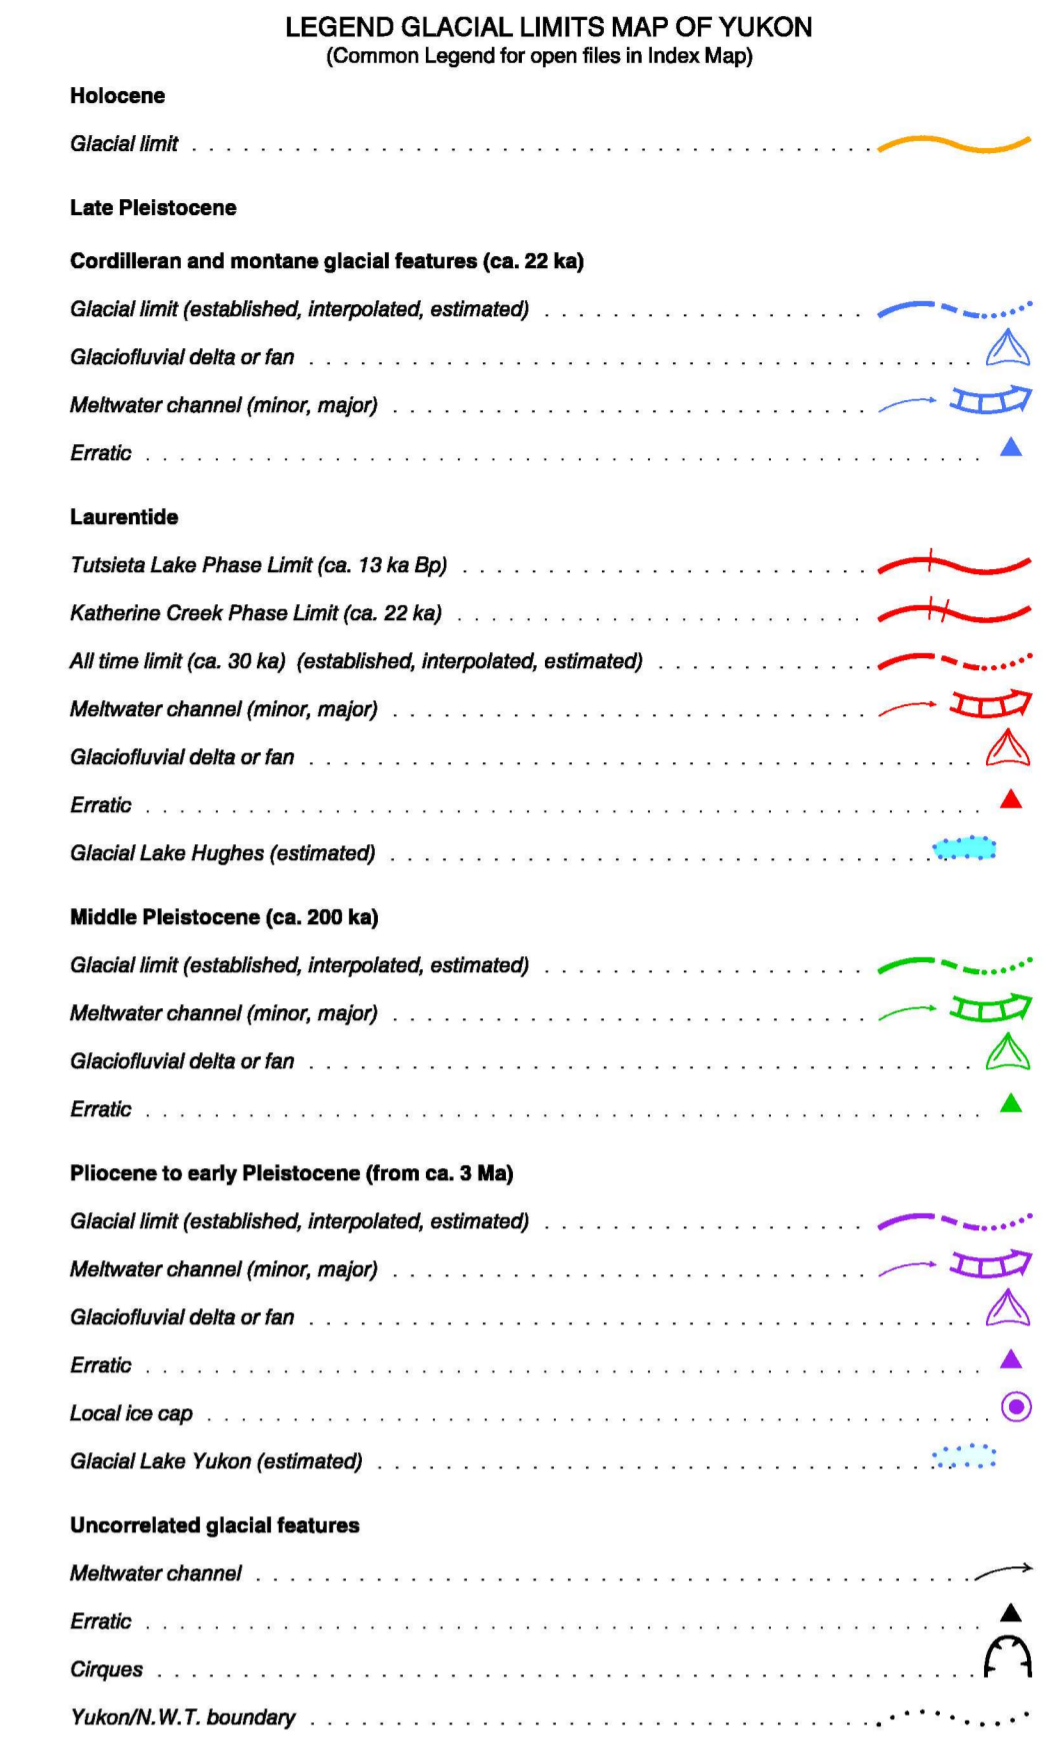 LEGEND GLACIAL LIMITS MAP OF YUKON
(Common Legend for open files in Index Map)
Holocene
Glacial limit
Late Pleistocene
Cordilleran and montane glacial features (ca. 22 ka)
Glacial limit (established, interpolated, estimated)
Glaciofluvial delta or fan
Meltwater channel (minor, major)
Erratic
Laurentide
Tutsieta Lake Phase Limit (ca. 13 ka Bp)
Katherine Creek Phase Limit (ca. 22 ka)
All time limit (ca. 30 ka) (established, interpolated, estimated)
Meltwater channel (minor, major)
Glaciofluvial delta or fan
Erratic
Glacial Lake Hughes (estimated)
Middle Pleistocene (ca. 200 ka)
Glacial limit (established, interpolated, estimated)
Meltwater channel (minor, major)
Glaciofluvial delta or fan
Erratic
Pliocene to early Pleistocene (from ca. 3 Ma)
Glacial limit (established, interpolated, estimated)
Meltwater channel (minor, major)
Glaciofluvial delta or fan
Erratic
Local ice cap
Glacial Lake Yukon (estimated)
Uncorrelated glacial features
Meltwater channel
Erratic
Cirques
Yukon/N.W.T. boundary